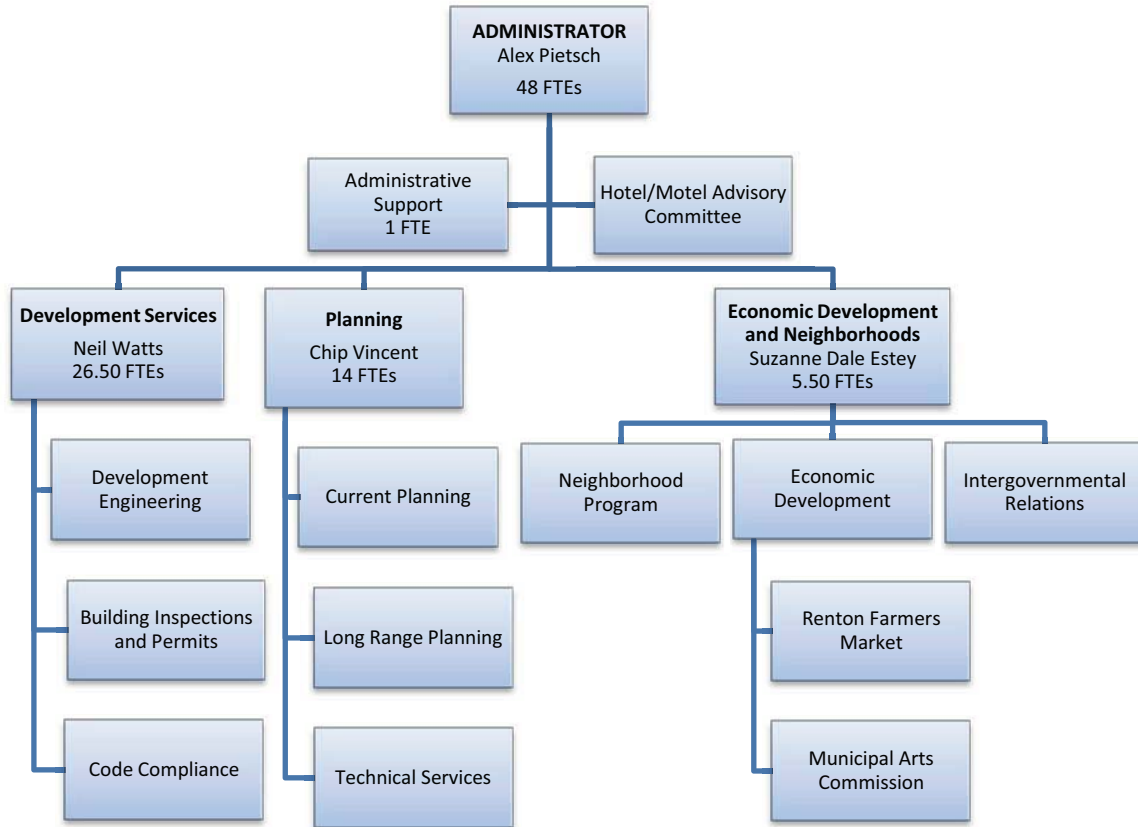 ADMINISTRATOR
Alex Pietsch
48 FTEs
Administrative
Support
1 FTE
Hotel/Motel Advisory
Committee
Development Services
Neil Watts
26.50 FTEs
Planning
Chip Vincent
14 FTEs
Economic Development
and Neighborhoods
Suzanne Dale Estey
5.50 FTEs
Development
Engineering
Building Inspections
and Permits
Code Compliance
Current Planning
Long Range Planning
Technical Services
Neighborhood
Program
Economic
Development
Intergovernmental
Relations
Renton Farmers
Market
Municipal Arts
Commission